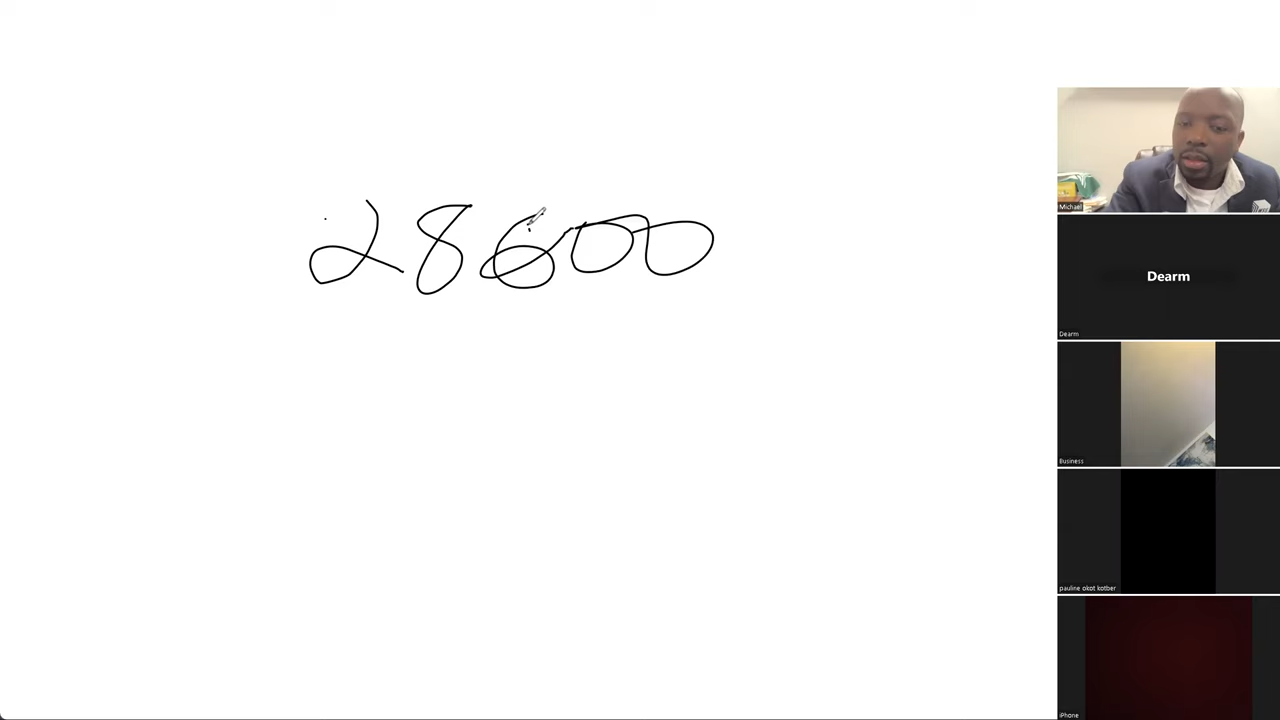 28600
Michael
Dearm
Dearm
Business
pauline okot kotber
iPhone